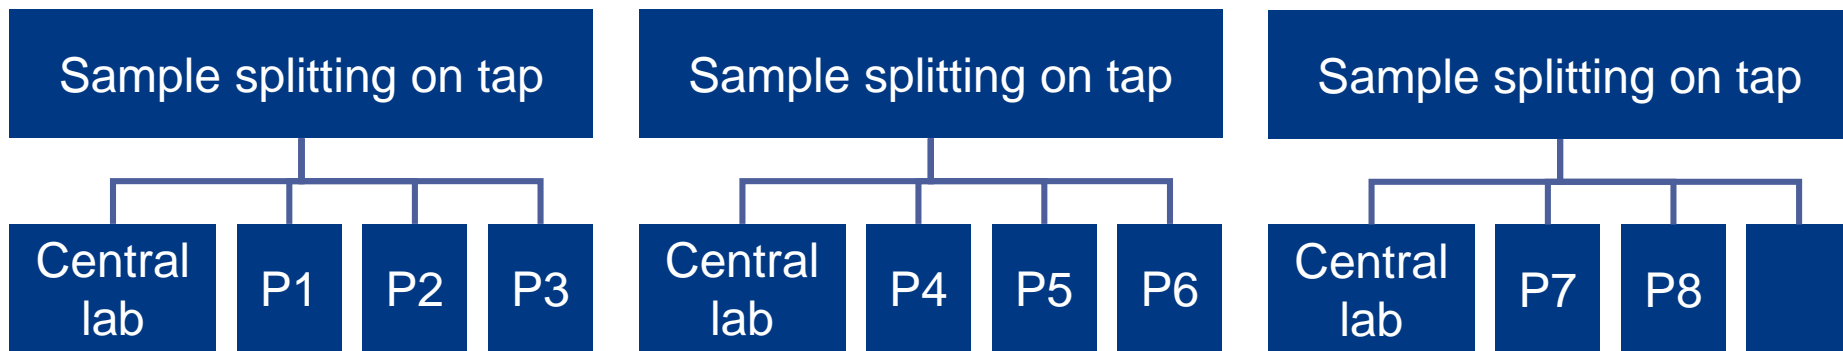 Sample splitting on tap
Sample splitting on tap
Sample splitting on tap
Central
lab
P1
P2
P3
Central
lab
P4
P5
P6
Central
lab
P7
P8